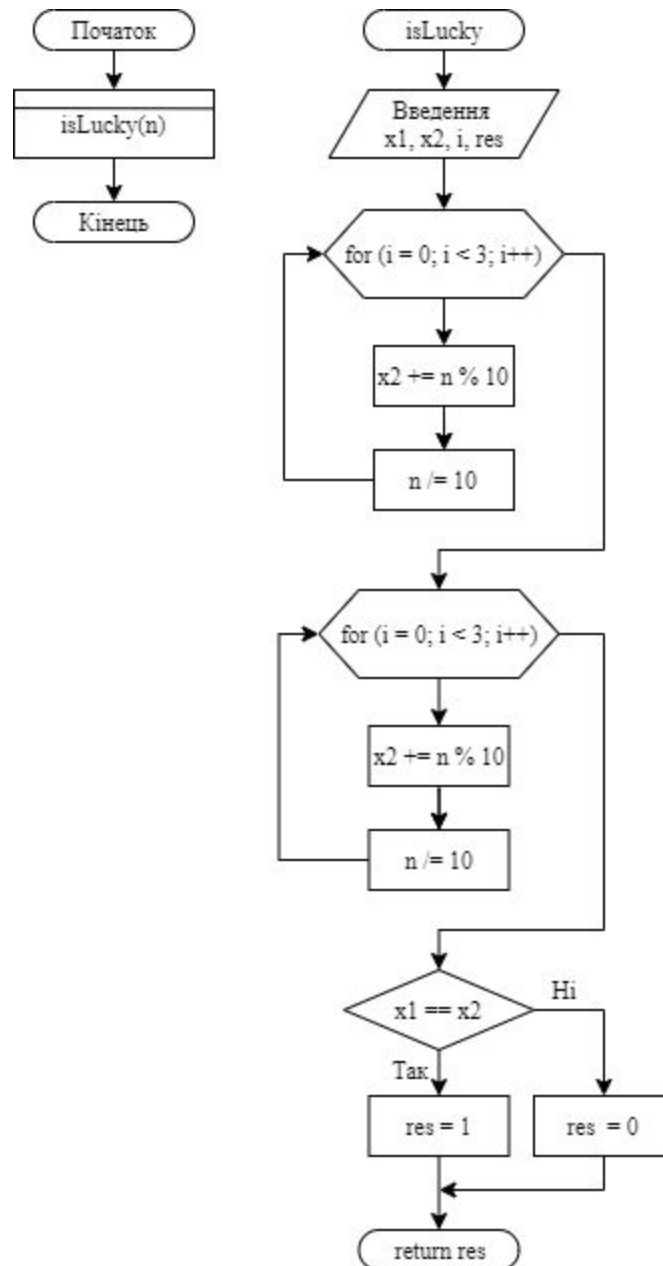 Початок
isLucky(n)
Кінець
isLucky
Введення
x1, x2, i, res
for (i = 0; i < 3; i++)
x2 += n % 10
n /= 10
for (i = 0; i < 3; i++)
x2 += n % 10
n /= 10
x1 == x2
Ні
Так
res = 1
res = 0
return res